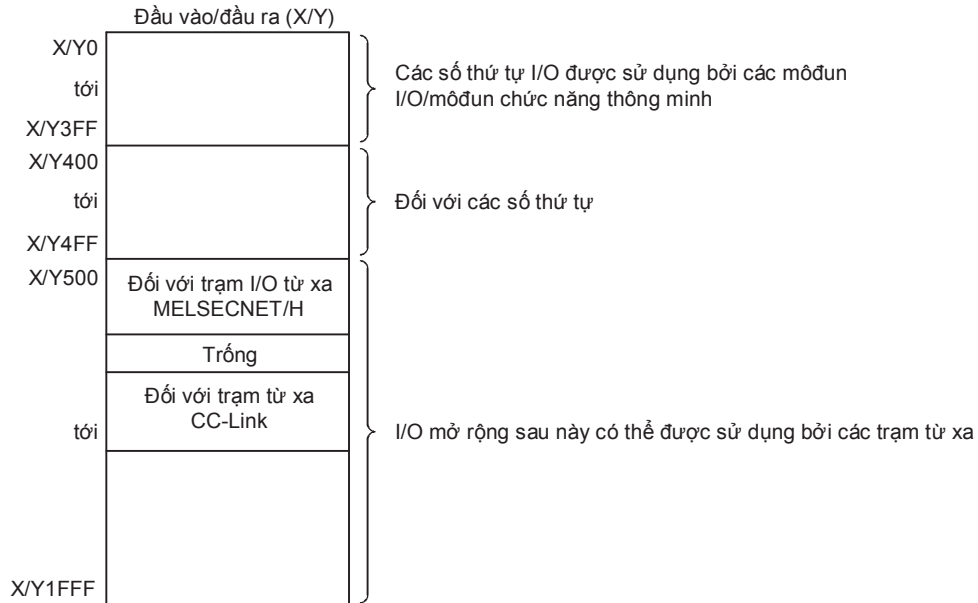 Đầu vào/đầu ra (X/Y)
X/Y0
tới
X/Y3FF
Các số thứ tự I/O được sử dụng bởi các môđun
I/O/môđun chức năng thông minh
X/Y400
tới
X/Y4FF
Đối với các số thứ tự
X/Y500
Đối với trạm I/O từ xa
MELSECNET/H
Trống
Đối với trạm từ xa
CC-Link
tới
I/O mở rộng sau này có thể được sử dụng bởi các trạm từ xa
X/Y1FFF